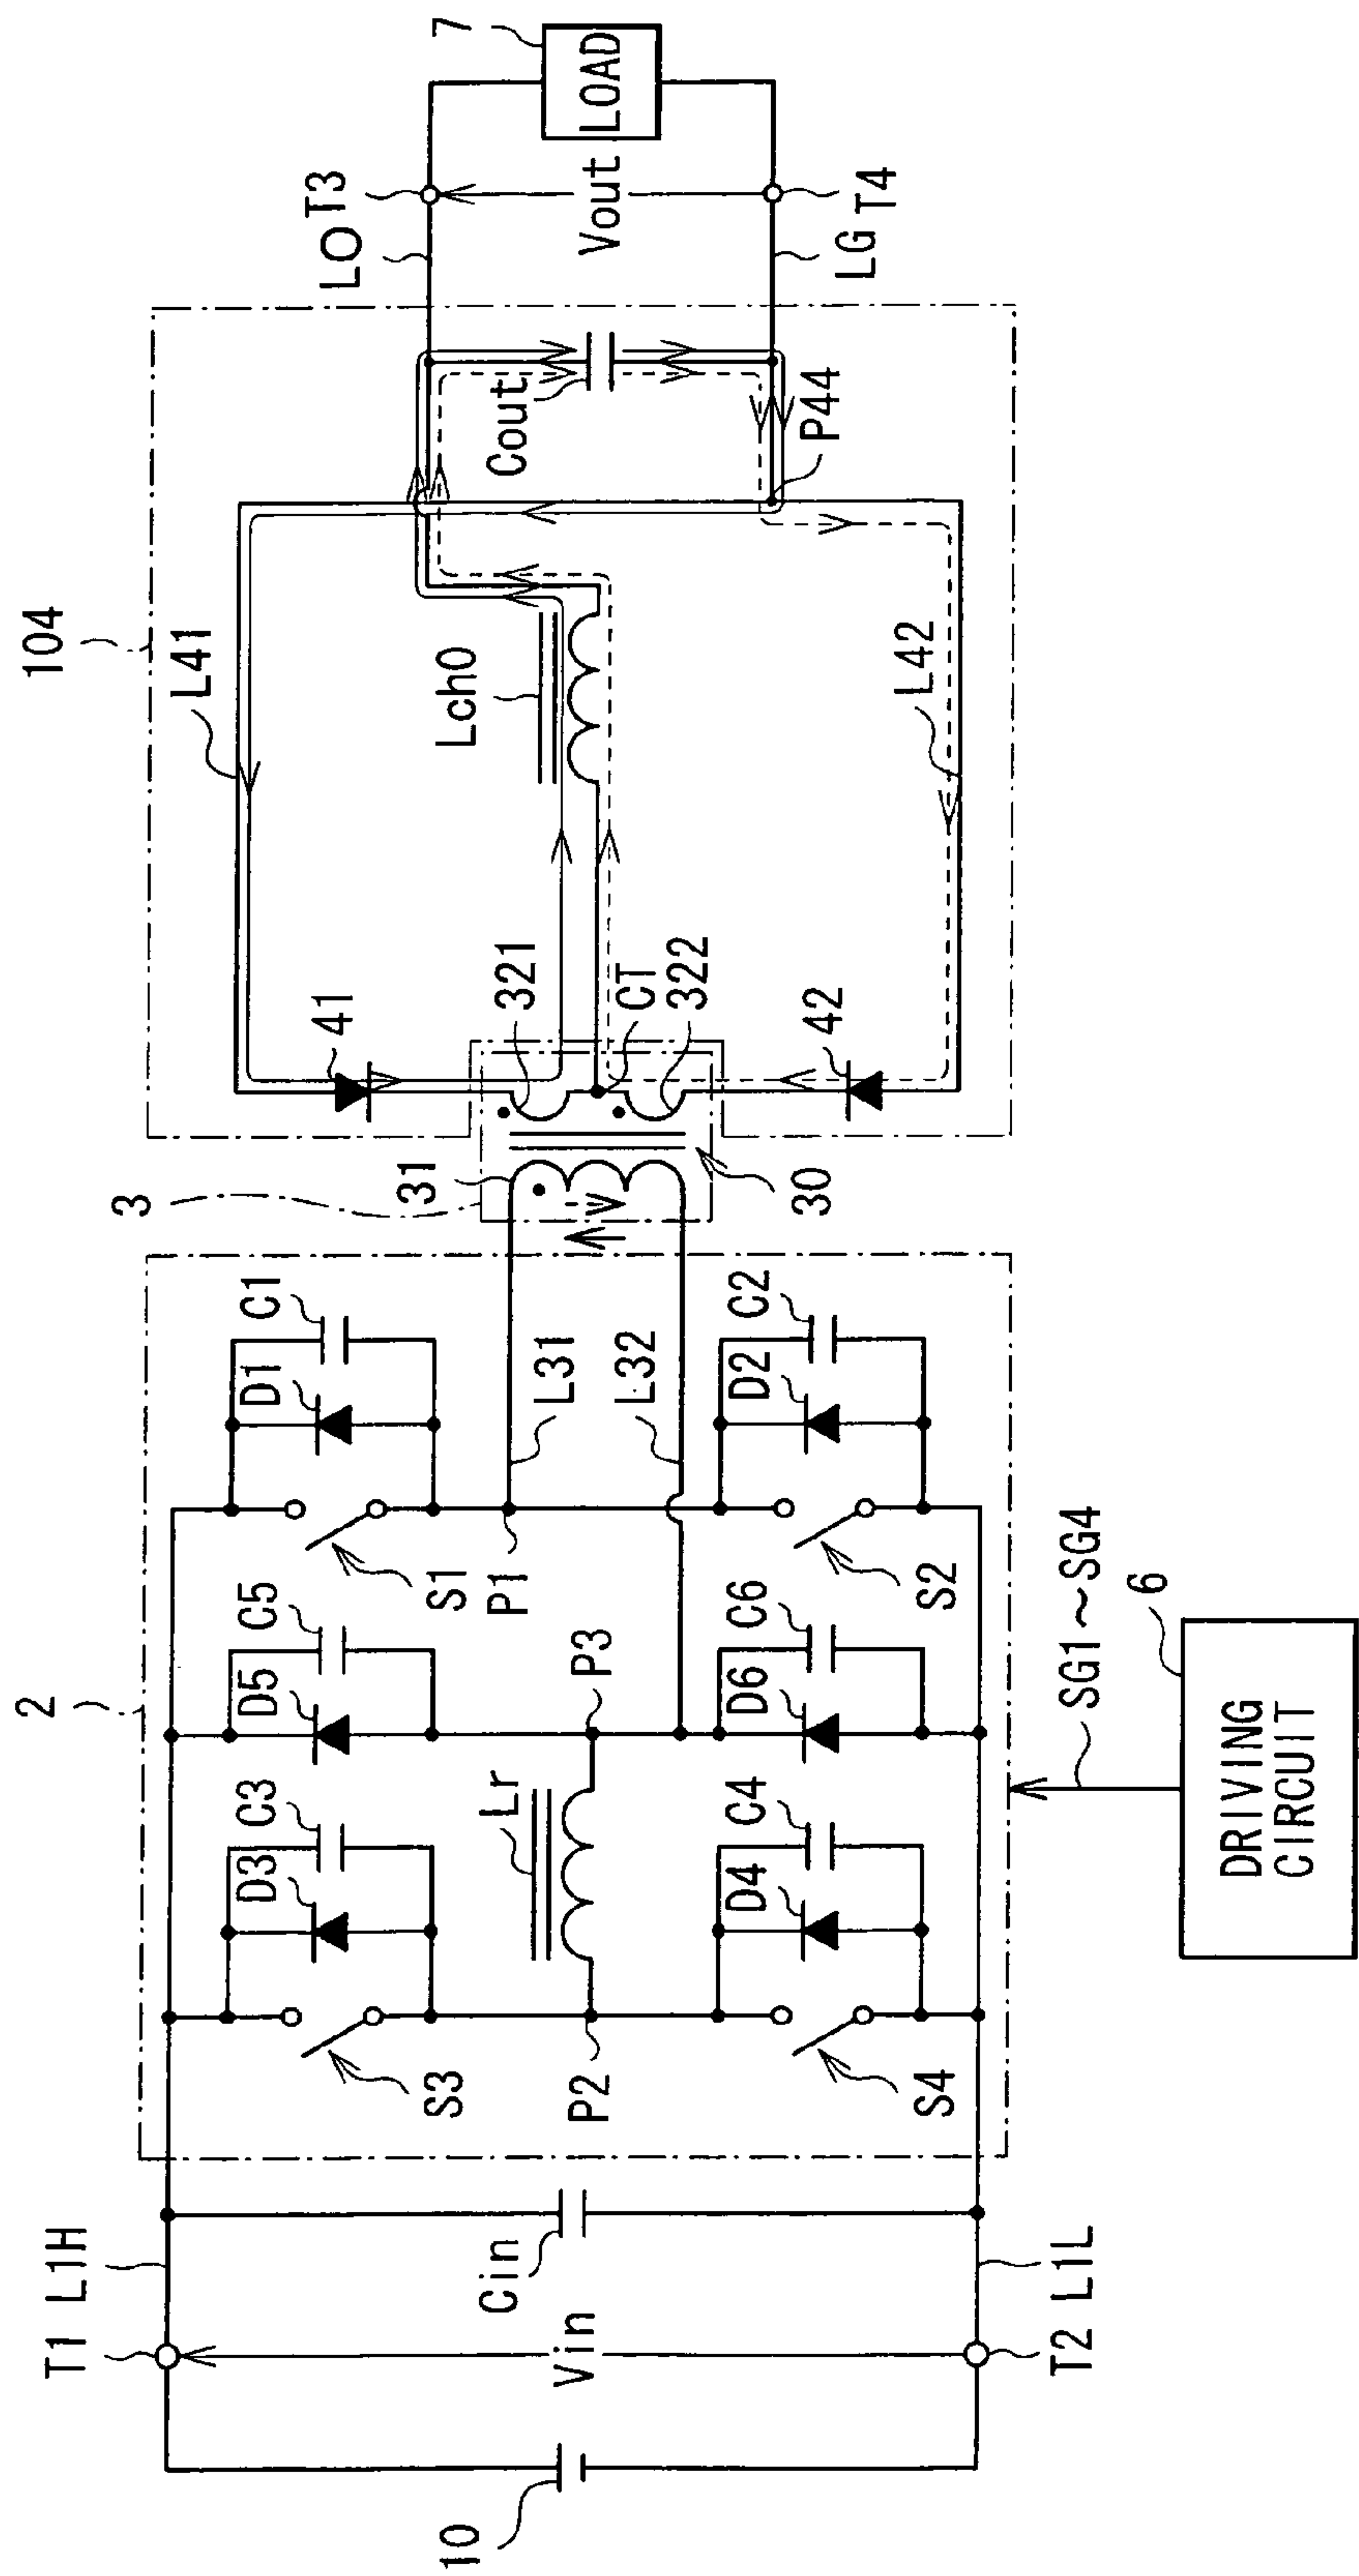 104
2
3
L41
LO
T3
7
T1
L1H
D3
C3
D5
C5
D1
C1
41
31
S3
S1
321
Lch0
Cout
10
Vin
Cin
Lr
P2
P3
P1
L31
L32
CT
322
30
Vout
LOAD
P44
LG
T4
D4
C4
D6
C6
D2
C2
42
L42
S4
S2
T2
L1L
SG1~SG4
6
DRIVING
CIRCUIT